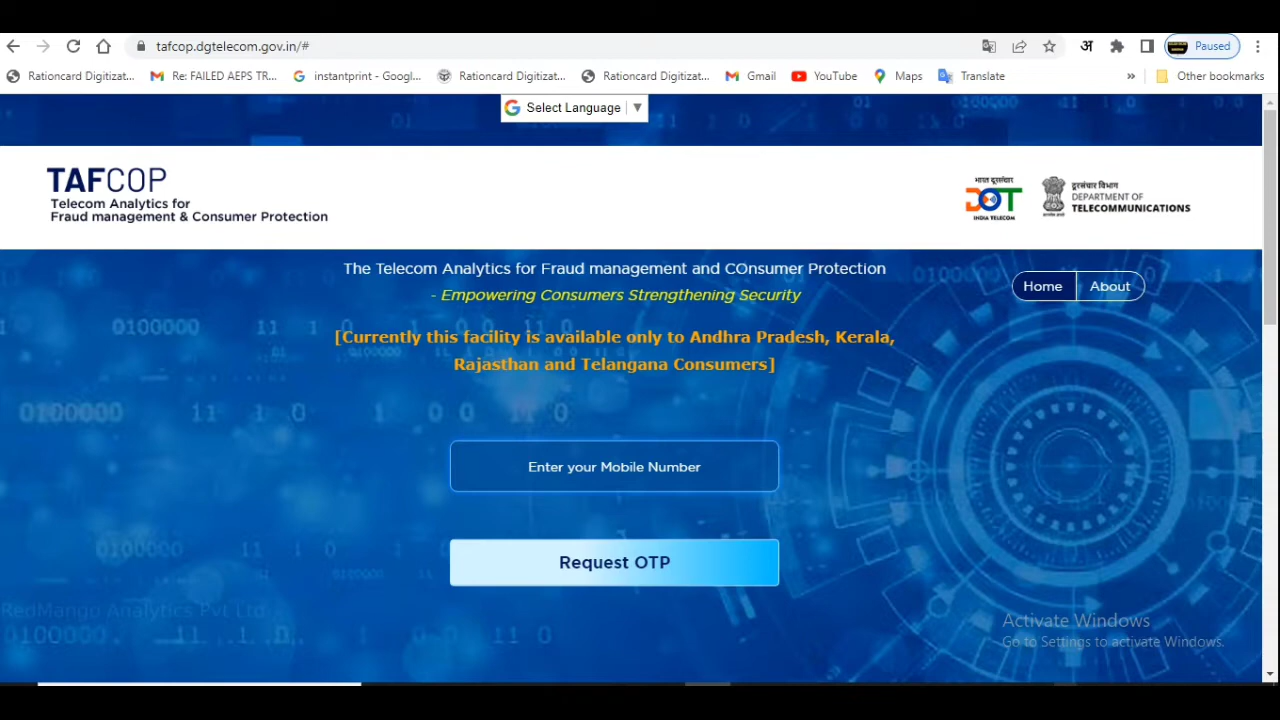 tafcop.dgtelecom.gov.in/#
अ
Paused
Rationcard Digitizat...
Re: FAILED AEPS TR...
instantprint - Googl...
Rationcard Digitizat...
Rationcard Digitizat...
Gmail
YouTube
Maps
Translate
»
Other bookmarks
G Select Language ▼
TAFCOP
Telecom Analytics for
Fraud management & Consumer Protection
भारत दूरसंचार
DOT
INDIA TELECOM
दूरसंचार विभाग
DEPARTMENT OF
TELECOMMUNICATIONS
The Telecom Analytics for Fraud management and COnsumer Protection
- Empowering Consumers Strengthening Security
Home
About
[Currently this facility is available only to Andhra Pradesh, Kerala,
Rajasthan and Telangana Consumers]
Enter your Mobile Number
Request OTP
RedMango Analytics Pvt Ltd.
Activate Windows
Go to Settings to activate Windows.